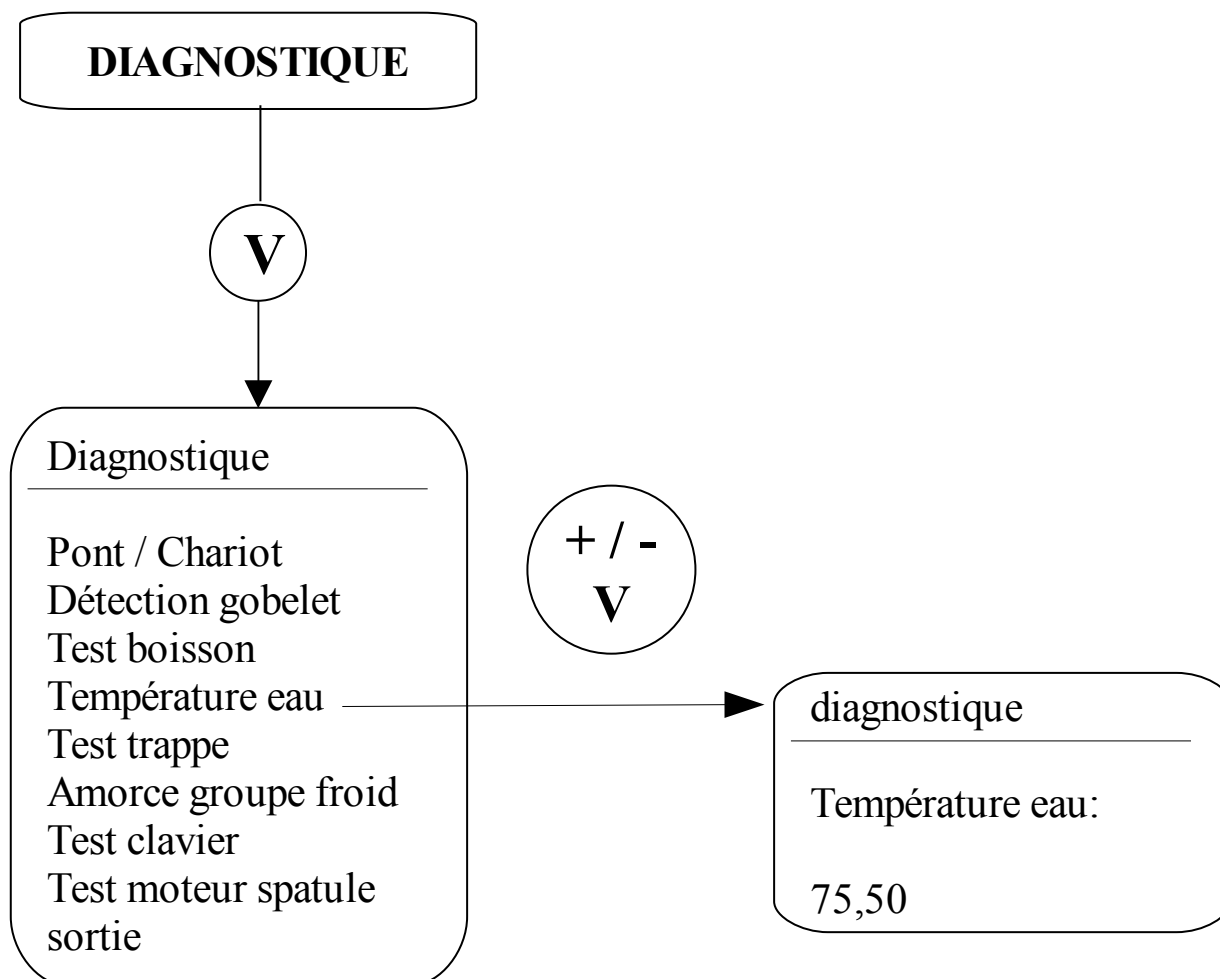 DIAGNOSTIQUE
V
Diagnostique
Pont / Chariot
Détection gobelet
Test boisson
Température eau
Test trappe
Amorce groupe froid
Test clavier
Test moteur spatule
sortie
+ / -
V
diagnostique
Température eau:
75,50